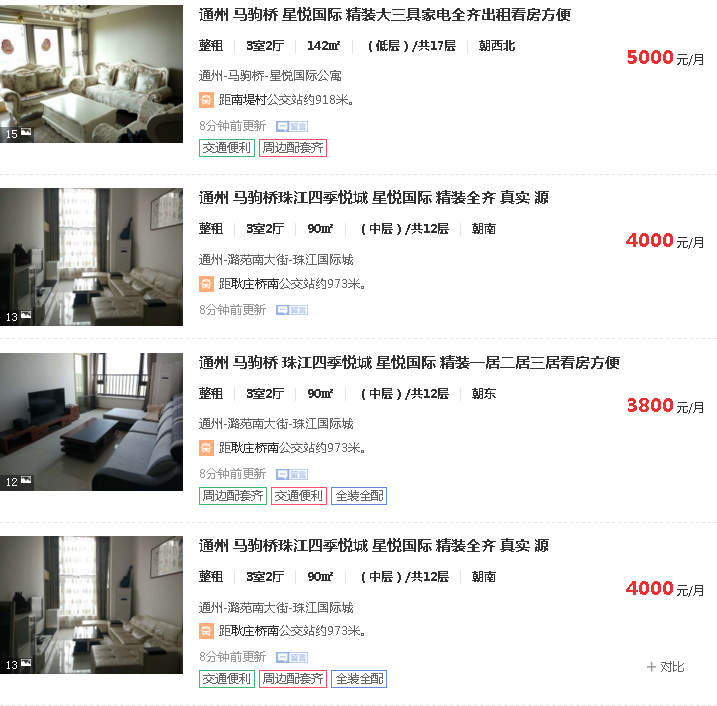 通州 马驹桥 星悦国际 精装大三具家电全齐出租看房方便
整租 3室2厅 142㎡ （低层）/共17层 朝西北
5000元/月
通州-马驹桥-星悦国际公寓
距南堤村公交站约918米。
8分钟前更新 留言
15
交通便利 周边配套齐
通州 马驹桥珠江四季悦城 星悦国际 精装全齐 真实 源
整租 3室2厅 90㎡ （中层）/共12层 朝南
4000元/月
通州-潞苑南大街-珠江国际城
距耿庄桥南公交站约973米。
8分钟前更新 留言
13
通州 马驹桥 珠江四季悦城 星悦国际 精装一居二居三居看房方便
整租 3室2厅 90㎡ （中层）/共12层 朝东
3800元/月
通州-潞苑南大街-珠江国际城
距耿庄桥南公交站约973米。
8分钟前更新 留言
12
周边配套齐 交通便利 全装全配
通州 马驹桥珠江四季悦城 星悦国际 精装全齐 真实 源
整租 3室2厅 90㎡ （中层）/共12层 朝南
4000元/月
通州-潞苑南大街-珠江国际城
距耿庄桥南公交站约973米。
8分钟前更新 留言
13
+ 对比
交通便利 周边配套齐 全装全配